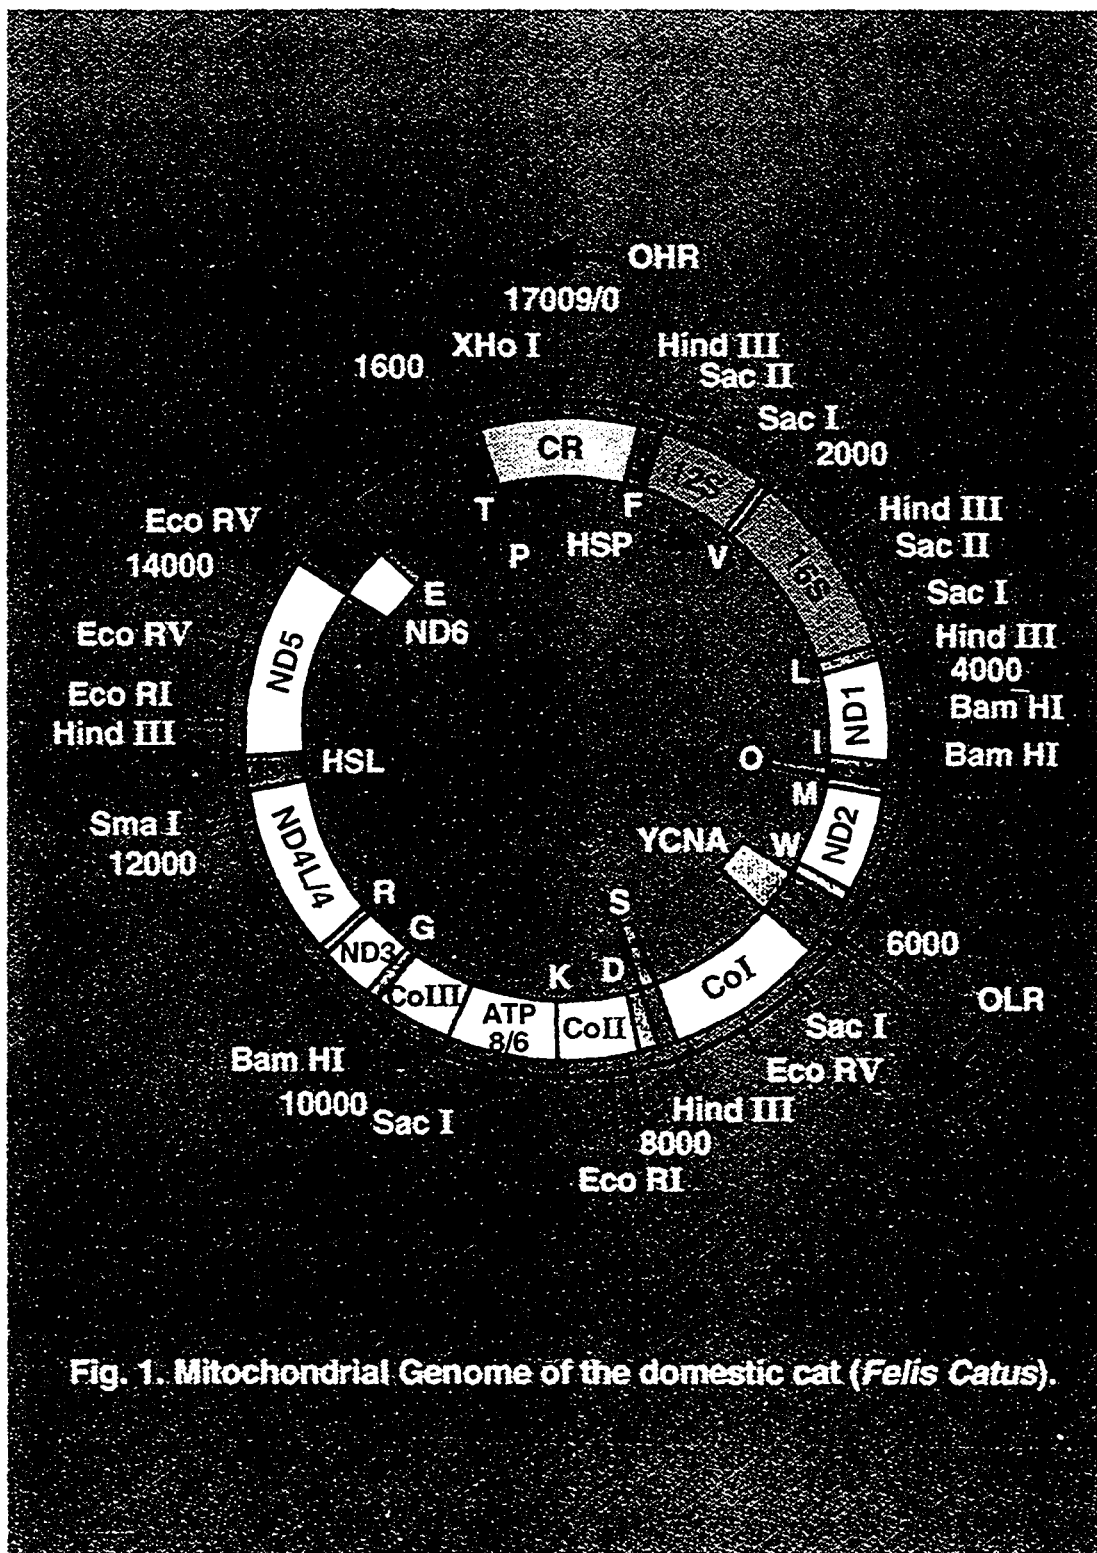 OHR
17009/0
XHo I
Hind III
1600
Sac II
Sac I
2000
CR
12S
T
F
Hind III
Eco RV
P
HSP
V
Sac II
14000
16S
E
Sac I
Eco RV
ND6
Hind III
ND5
L
4000
Eco RI
ND1
Bam HI
Hind III
I
HSL
O
Bam HI
M
Sma I
YCNA
W
ND2
12000
ND4L/4
R
S
G
6000
ND3
K
D
CoI
CoIII
ATP
8/6
CoII
OLR
Sac I
Bam HI
Eco RV
10000
Sac I
Hind III
8000
Eco RI
Fig. 1. Mitochondrial Genome of the domestic cat (Felis Catus).